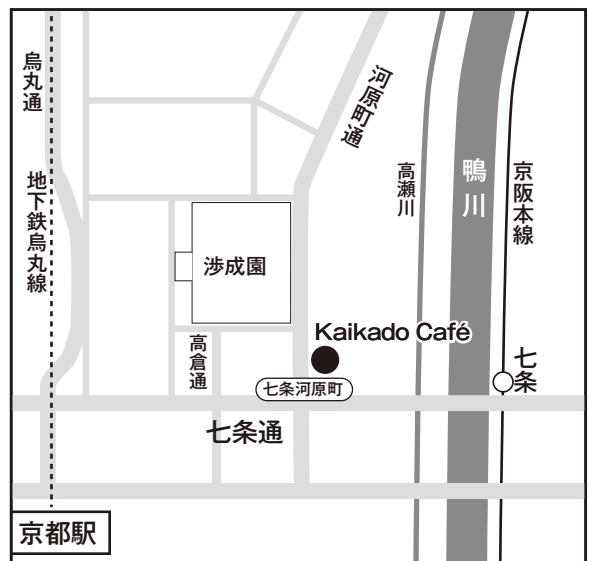 烏丸通
地下鉄烏丸線
河原町通
高瀬川
鴨川
京阪本線
渉成園
高倉通
Kaikado Café
七条河原町
七条
七条通
京都駅